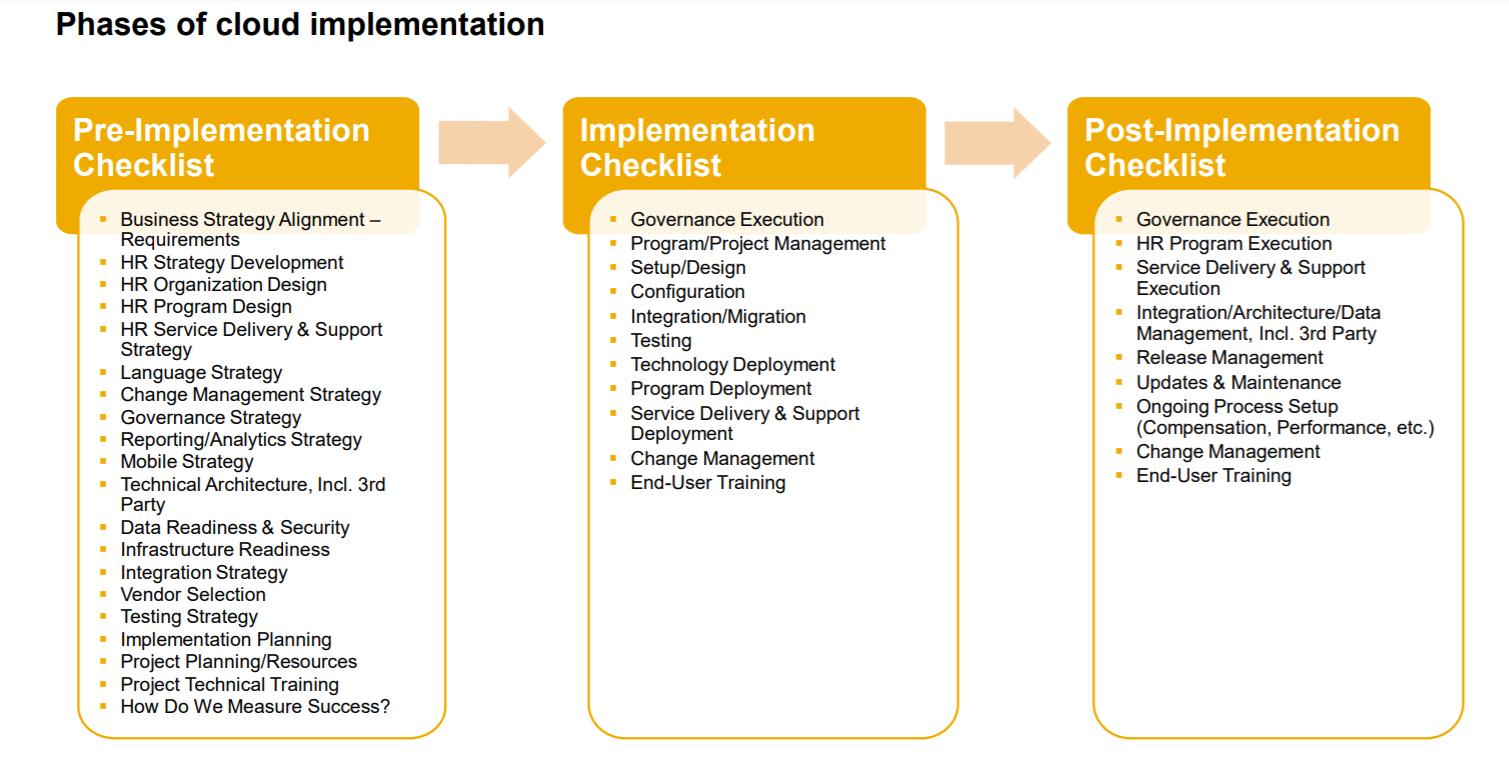 Phases of cloud implementation
Pre-Implementation
Checklist
Business Strategy Alignment –
Requirements
HR Strategy Development
HR Organization Design
HR Program Design
HR Service Delivery & Support
Strategy
Language Strategy
Change Management Strategy
Governance Strategy
Reporting/Analytics Strategy
Mobile Strategy
Technical Architecture, Incl. 3rd
Party
Data Readiness & Security
Infrastructure Readiness
Integration Strategy
Vendor Selection
Testing Strategy
Implementation Planning
Project Planning/Resources
Project Technical Training
How Do We Measure Success?
Implementation
Checklist
Governance Execution
Program/Project Management
Setup/Design
Configuration
Integration/Migration
Testing
Technology Deployment
Program Deployment
Service Delivery & Support
Deployment
Change Management
End-User Training
Post-Implementation
Checklist
Governance Execution
HR Program Execution
Service Delivery & Support
Execution
Integration/Architecture/Data
Management, Incl. 3rd Party
Release Management
Updates & Maintenance
Ongoing Process Setup
(Compensation, Performance, etc.)
Change Management
End-User Training